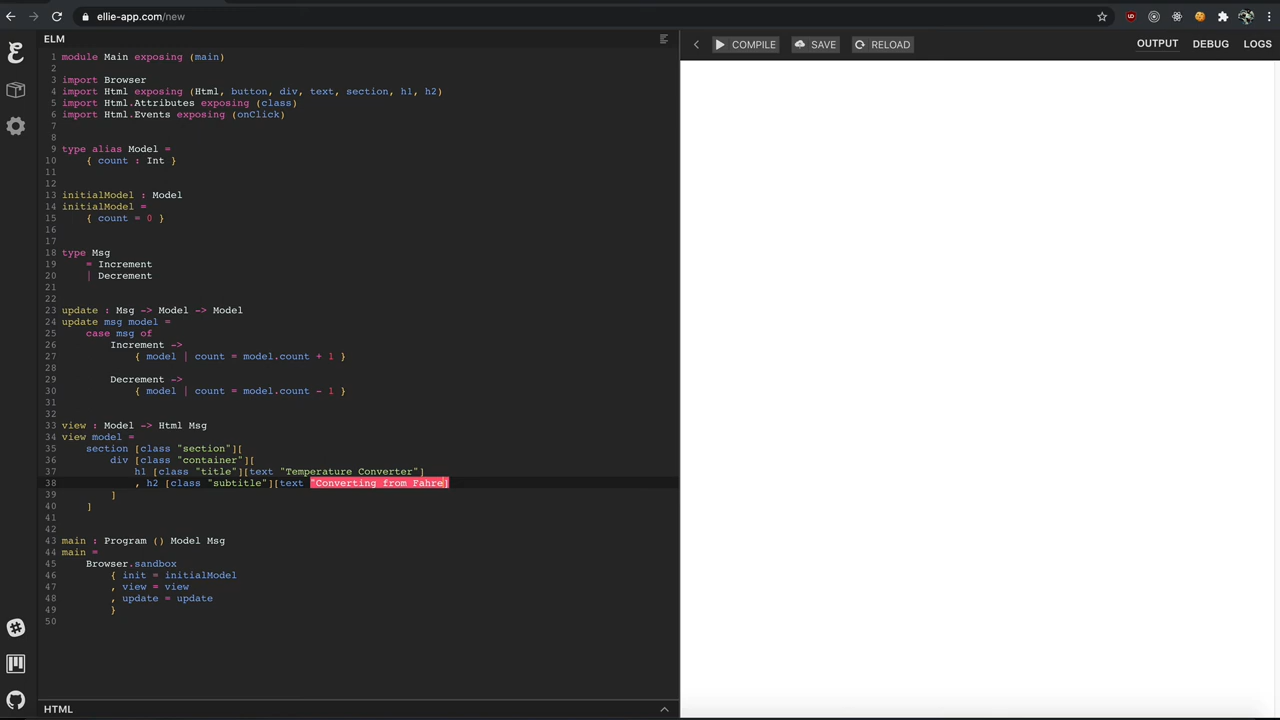 ellie-app.com/new
ELM
COMPILE SAVE RELOAD OUTPUT DEBUG LOGS
1 module Main exposing (main)
2
3 import Browser
4 import Html exposing (Html, button, div, text, section, h1, h2)
5 import Html.Attributes exposing (class)
6 import Html.Events exposing (onClick)
7
8
9 type alias Model =
10 { count : Int }
11
12
13 initialModel : Model
14 initialModel =
15 { count = 0 }
16
17
18 type Msg
19 = Increment
20 | Decrement
21
22
23 update : Msg -> Model -> Model
24 update msg model =
25 case msg of
26 Increment ->
27 { model | count = model.count + 1 }
28
29 Decrement ->
30 { model | count = model.count - 1 }
31
32
33 view : Model -> Html Msg
34 view model =
35 section [class "section"][
36 div [class "container"][
37 h1 [class "title"][text "Temperature Converter"]
38 , h2 [class "subtitle"][text "Converting from Fahre]
39 ]
40 ]
41
42
43 main : Program () Model Msg
44 main =
45 Browser.sandbox
46 { init = initialModel
47 , view = view
48 , update = update
49 }
50
HTML